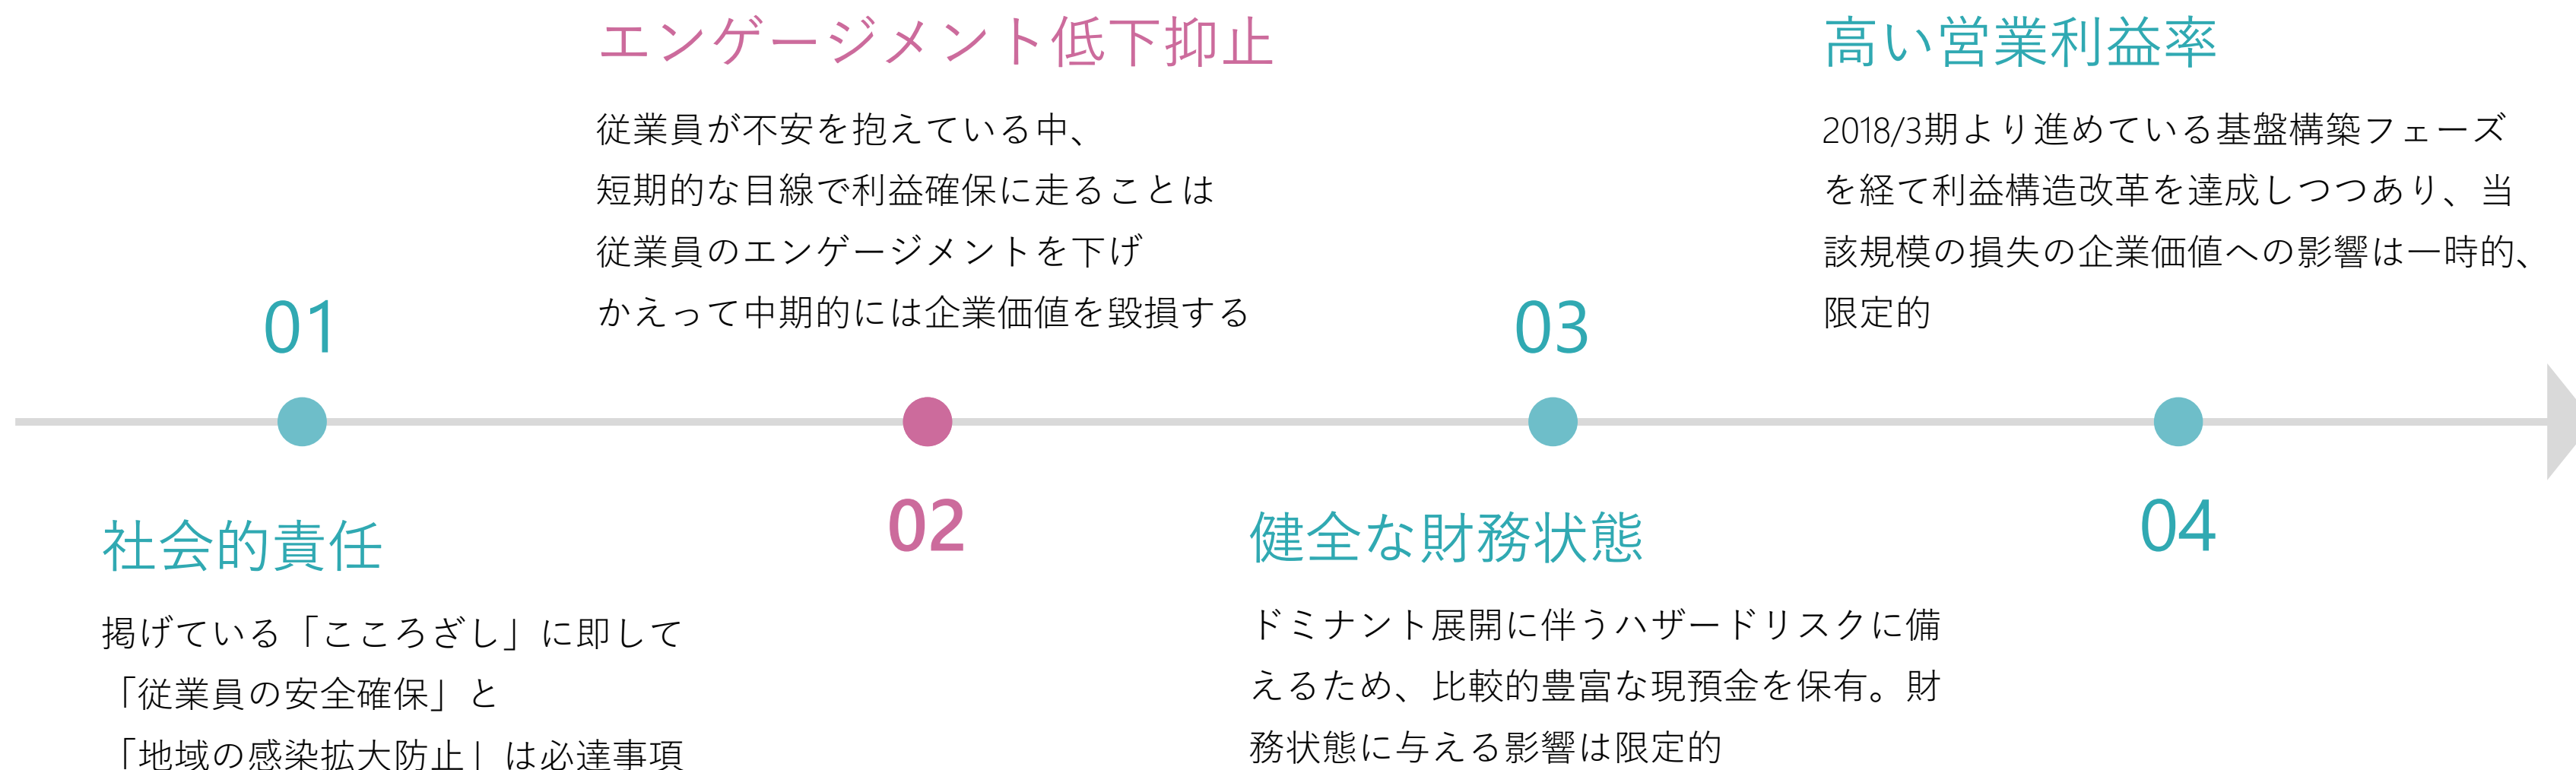 01
社会的責任
掲げている「こころざし」に即して
「従業員の安全確保」と
「地域の感染拡大防止」は必達事項
エンゲージメント低下抑止
従業員が不安を抱えている中、
短期的な目線で利益確保に走ることは
従業員のエンゲージメントを下げ
かえって中期的には企業価値を毀損する
02
03
健全な財務状態
ドミナント展開に伴うハザードリスクに備
えるため、比較的豊富な現預金を保有。財
務状態に与える影響は限定的
高い営業利益率
2018/3期より進めている基盤構築フェーズ
を経て利益構造改革を達成しつつあり、当
該規模の損失の企業価値への影響は一時的、
限定的
04